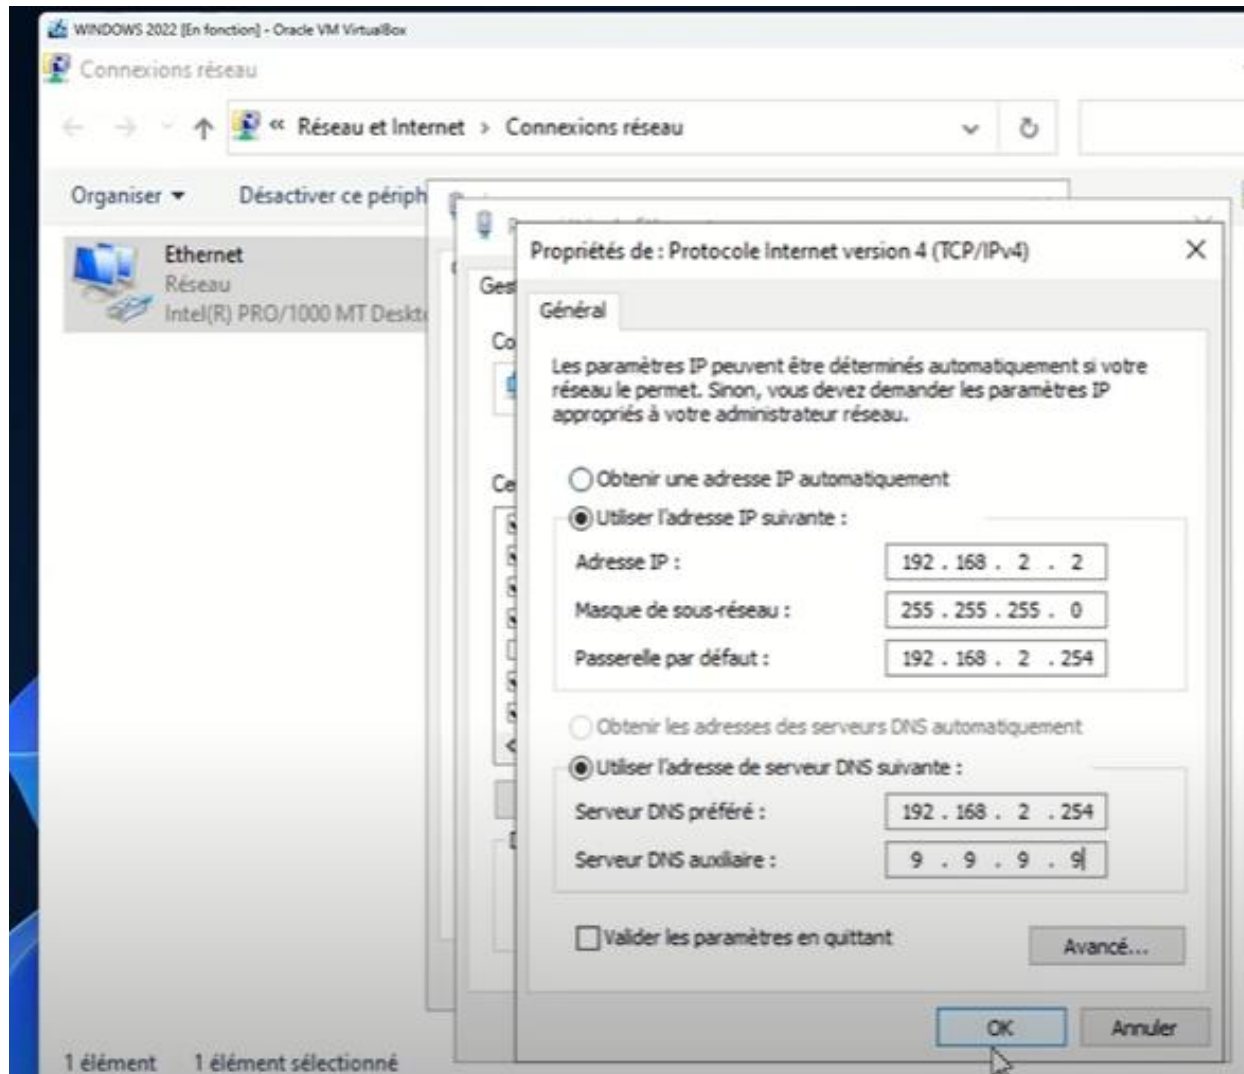 WINDOWS 2022 [En fonction] - Oracle VM VirtualBox
Connexions réseau
« Réseau et Internet > Connexions réseau
Organiser Désactiver ce périph
Ethernet
Réseau
Intel(R) PRO/1000 MT Deskt
Gest
Co
Ce
Propriétés de : Protocole Internet version 4 (TCP/IPv4)
Général
Les paramètres IP peuvent être déterminés automatiquement si votre
réseau le permet. Sinon, vous devez demander les paramètres IP
appropriés à votre administrateur réseau.
Obtenir une adresse IP automatiquement
Utiliser l'adresse IP suivante :
Adresse IP : 192 . 168 . 2 . 2
Masque de sous-réseau : 255 . 255 . 255 . 0
Passerelle par défaut : 192 . 168 . 2 . 254
Obtenir les adresses des serveurs DNS automatiquement
Utiliser l'adresse de serveur DNS suivante :
Serveur DNS préféré : 192 . 168 . 2 . 254
Serveur DNS auxiliaire : 9 . 9 . 9 . 9
Valider les paramètres en quittant
Avancé...
OK Annuler
1 élément 1 élément sélectionné